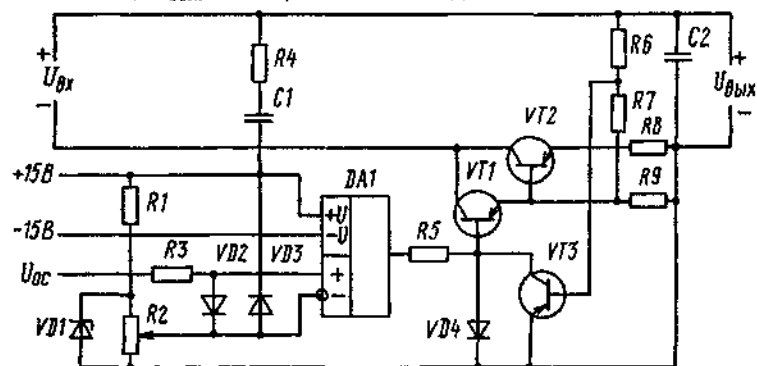 +
Uвх
−
R4
C1
R6
R7
C2
+
Uвых
−
VT2
R8
VT1
R9
+15В
−15В
Uос
R1
R3
VD2
VD3
DA1
+U
−U
+
−
R5
VT3
VD1
R2
VD4